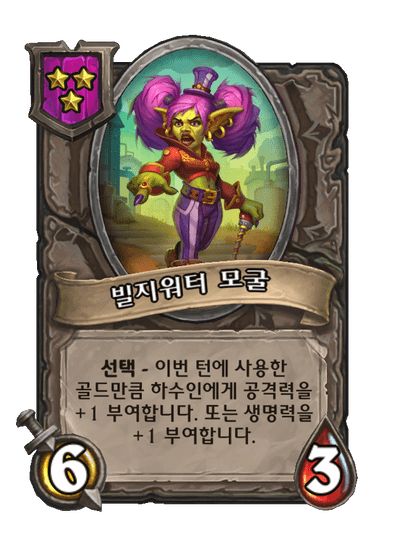 빌지워터 모굴
선택 - 이번 턴에 사용한
골드만큼 하수인에게 공격력을
+1 부여합니다. 또는 생명력을
+1 부여합니다.
6
3